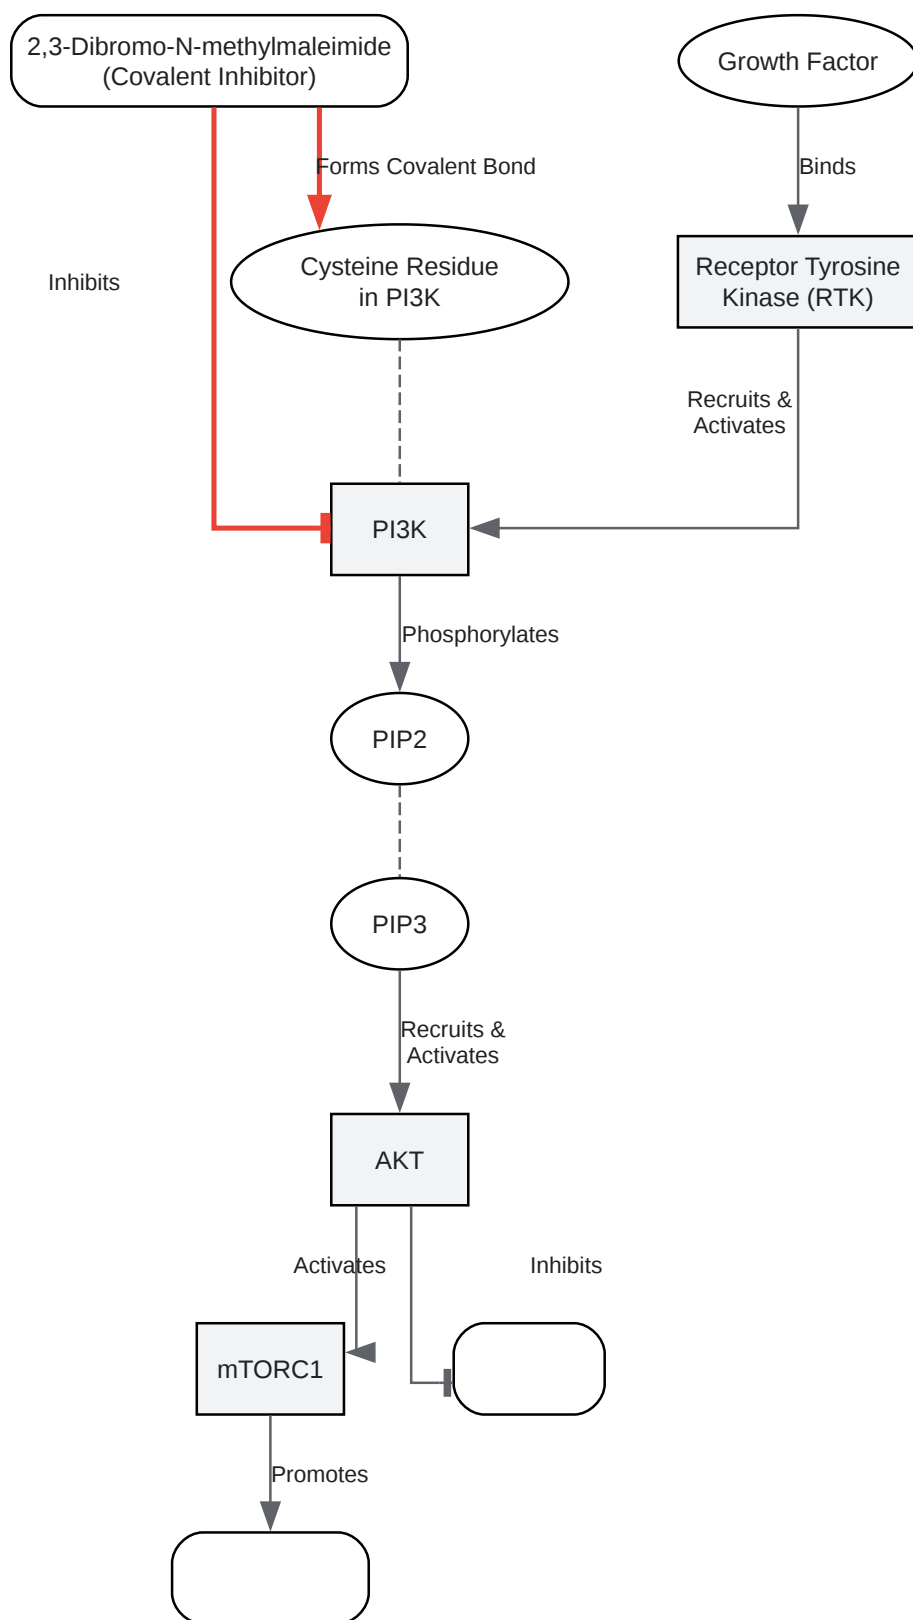 2,3-Dibromo-N-methylmaleimide
(Covalent Inhibitor)
Growth Factor
Forms Covalent Bond
Binds
Inhibits
Cysteine Residue
in PI3K
Receptor Tyrosine
Kinase (RTK)
Recruits &
Activates
PI3K
Phosphorylates
PIP2
PIP3
Recruits &
Activates
AKT
Activates
Inhibits
mTORC1
Promotes